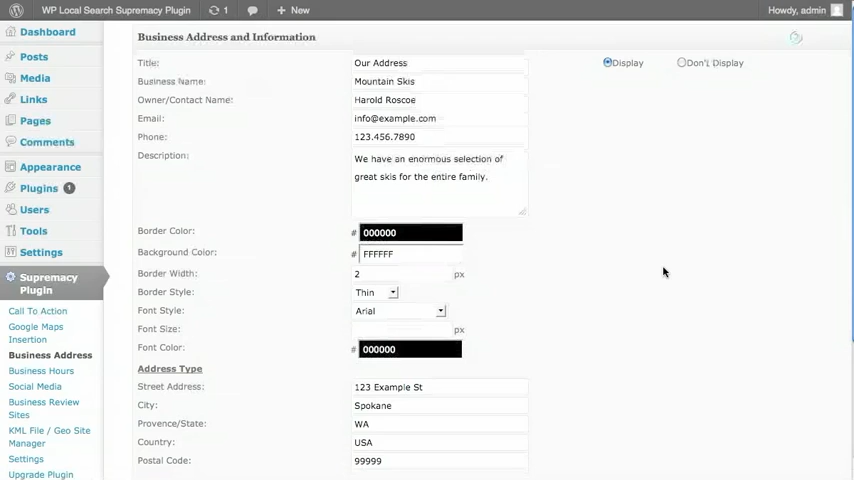 WP Local Search Supremacy Plugin 1 + New Howdy, admin
Dashboard
Posts
Media
Links
Pages
Comments
Appearance
Plugins 1
Users
Tools
Settings
Supremacy
Plugin
Call To Action
Google Maps
Insertion
Business Address
Business Hours
Social Media
Business Review
Sites
KML File / Geo Site
Manager
Settings
Upgrade Plugin
Business Address and Information
Title: Our Address Display Don't Display
Business Name: Mountain Skis
Owner/Contact Name: Harold Roscoe
Email: info@example.com
Phone: 123.456.7890
Description: We have an enormous selection of
great skis for the entire family.
Border Color: # 000000
Background Color: # FFFFFF
Border Width: 2 px
Border Style: Thin
Font Style: Arial
Font Size: px
Font Color: # 000000
Address Type
Street Address: 123 Example St
City: Spokane
Provence/State: WA
Country: USA
Postal Code: 99999